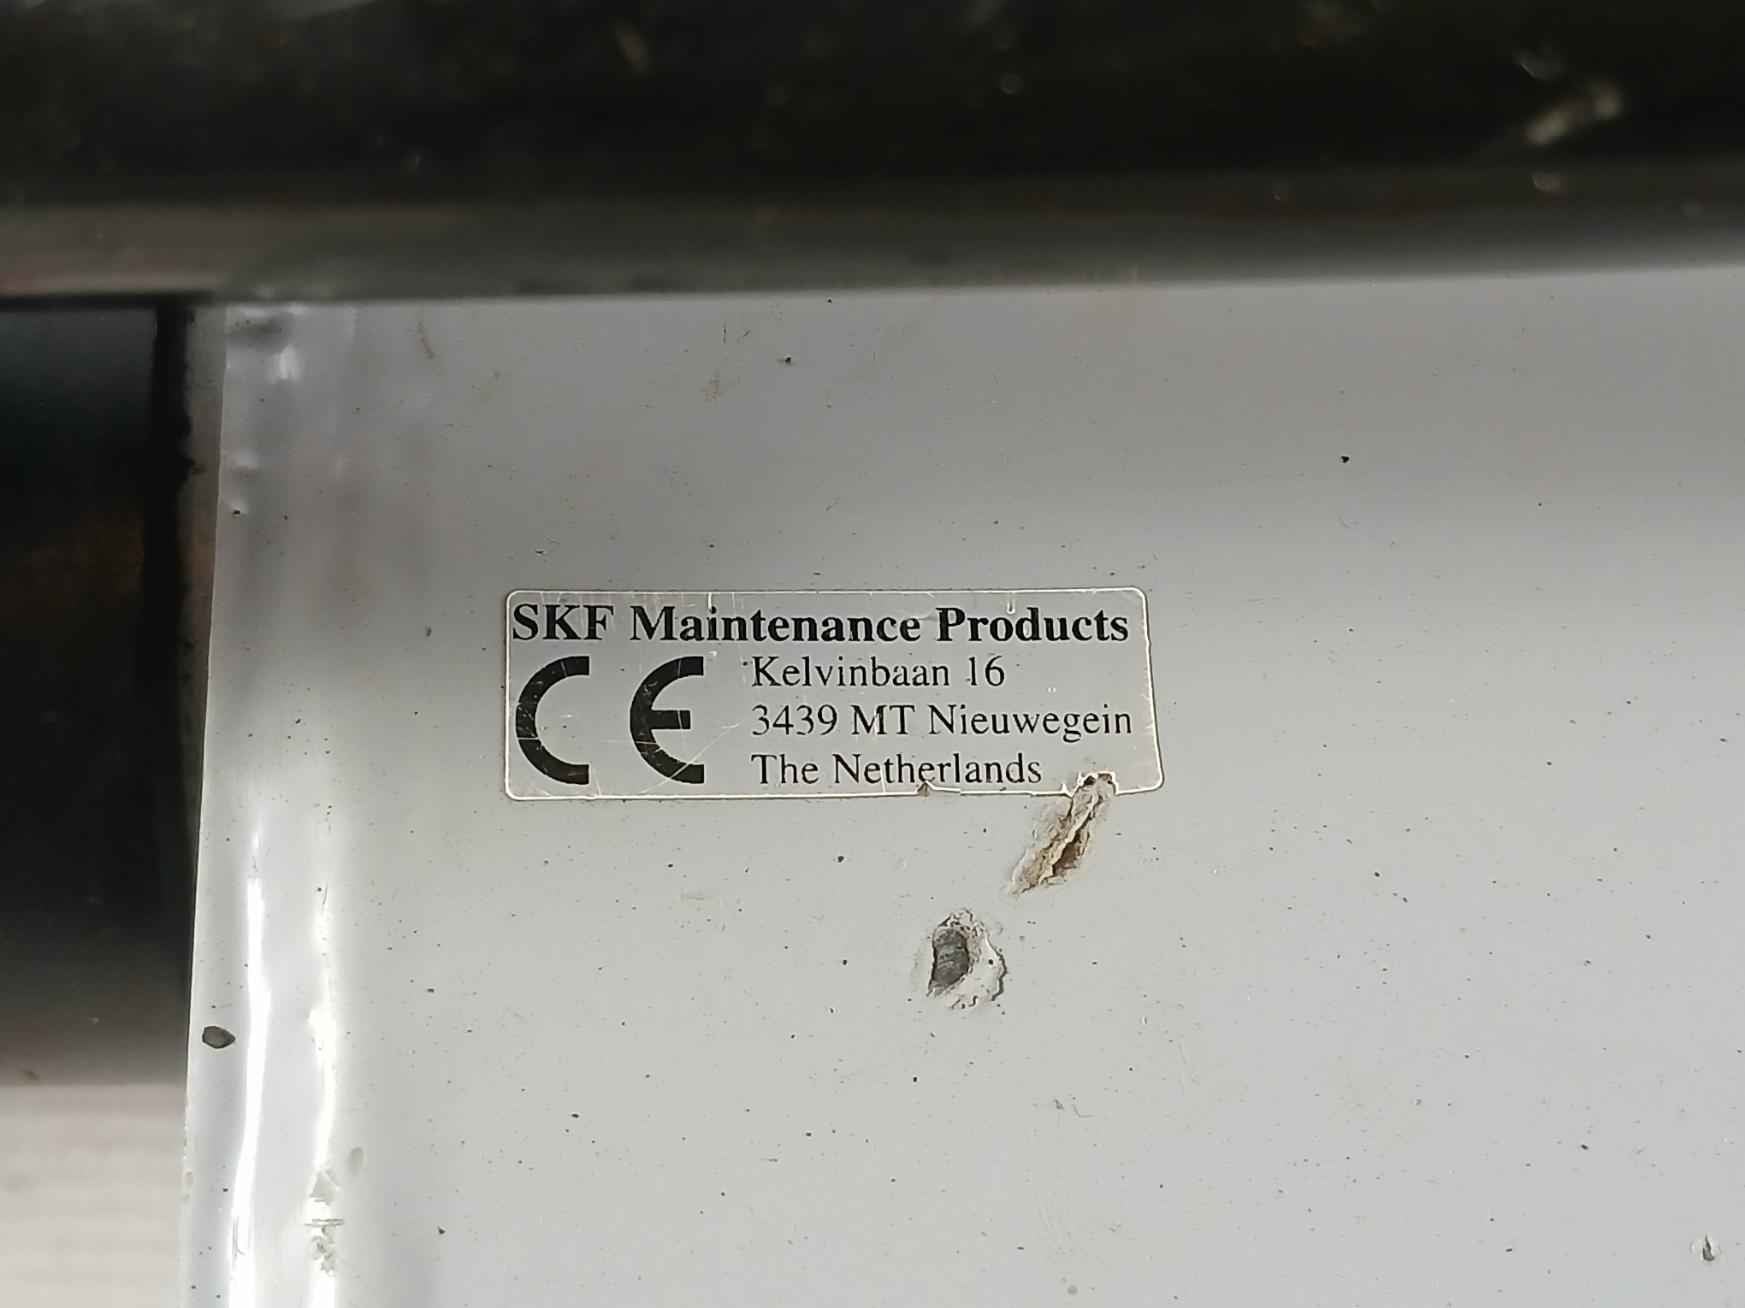 SKF Maintenance Products
CE
Kelvinbaan 16
3439 MT Nieuwegein
The Netherlands